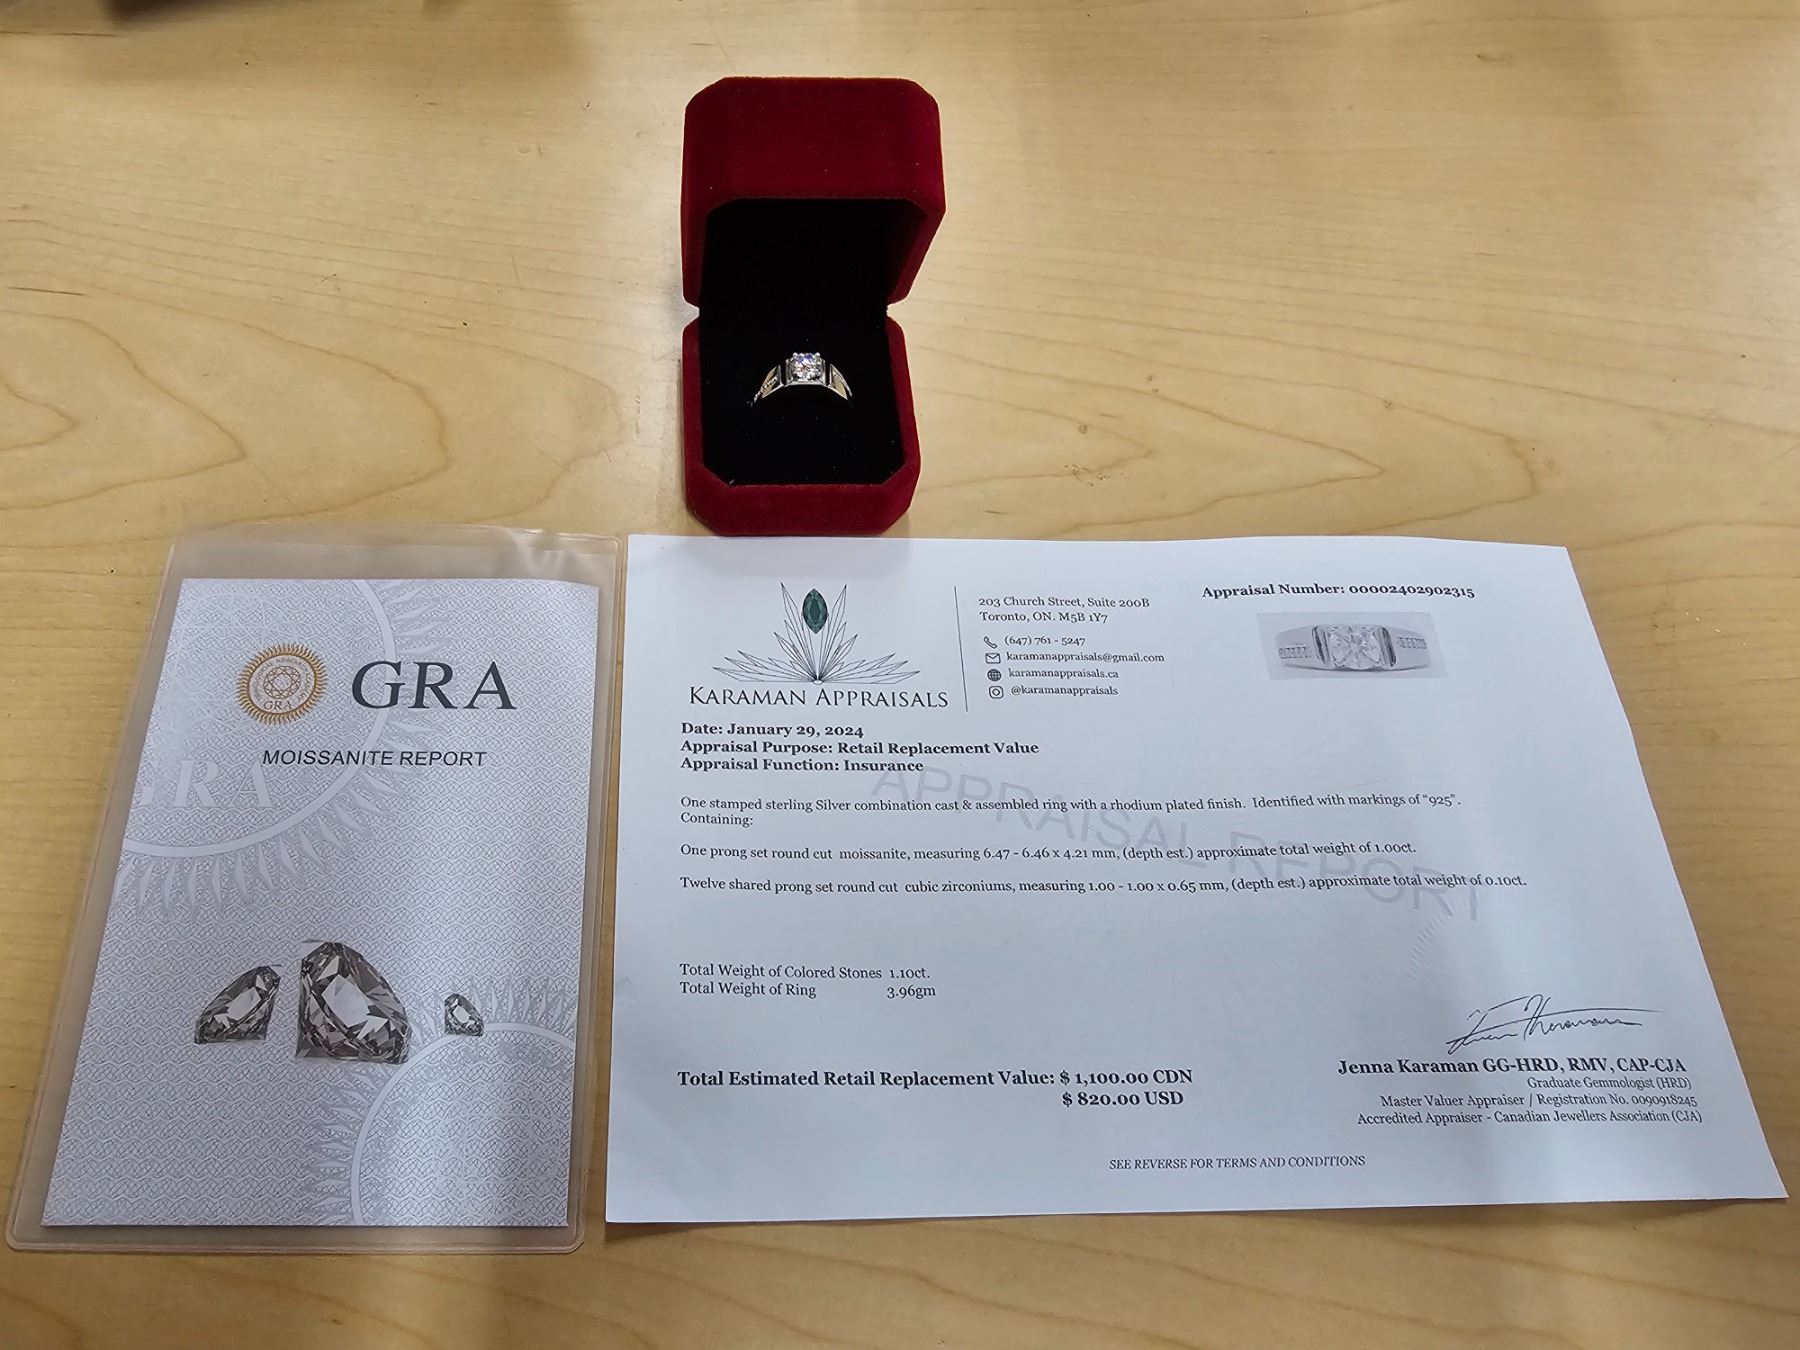 GRA
MOISSANITE REPORT
GRA
GRA
KARAMAN APPRAISALS
203 Church Street, Suite 200B
Toronto, ON. M5B 1Y7
(647) 761 - 5247
karamanappraisals@gmail.com
karamanappraisals.ca
@karamanappraisals
Appraisal Number: 00002402902315
Date: January 29, 2024
Appraisal Purpose: Retail Replacement Value
Appraisal Function: Insurance
APPRAISAL REPORT
One stamped sterling Silver combination cast & assembled ring with a rhodium plated finish. Identified with markings of "925".
Containing:
One prong set round cut moissanite, measuring 6.47 - 6.46 x 4.21 mm, (depth est.) approximate total weight of 1.00ct.
Twelve shared prong set round cut cubic zirconiums, measuring 1.00 - 1.00 x 0.65 mm, (depth est.) approximate total weight of 0.10ct.
Total Weight of Colored Stones 1.10ct.
Total Weight of Ring 3.96gm
Total Estimated Retail Replacement Value: $ 1,100.00 CDN
$ 820.00 USD
Jenna Karaman GG-HRD, RMV, CAP-CJA
Graduate Gemnologist (HRD)
Master Valuer Appraiser / Registration No. 0090918245
Accredited Appraiser - Canadian Jewellers Association (CJA)
SEE REVERSE FOR TERMS AND CONDITIONS